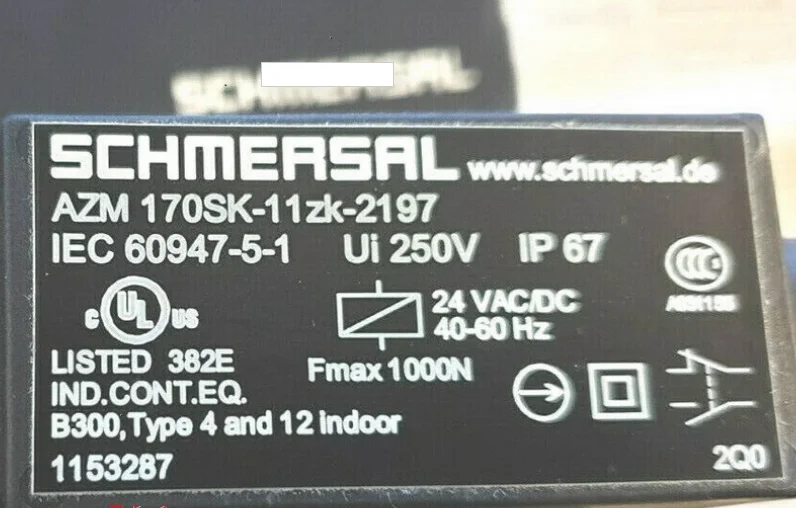 SCHMERSAL
SCHMERSAL www.schmersal.de
AZM 170SK-11zk-2197
IEC 60947-5-1 Ui 250V IP 67
CCC
C UL US
24 VAC/DC
40-60 Hz
LISTED 382E
Fmax 1000N
IND.CONT.EQ.
B300,Type 4 and 12 indoor
1153287
2Q0